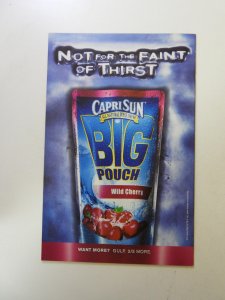 NOT FOR THE FAINT
OF THIRST
CAPRI SUN
BIG
POUCH
Wild Cherry
WANT MORE? GULP. 3/8 MORE.